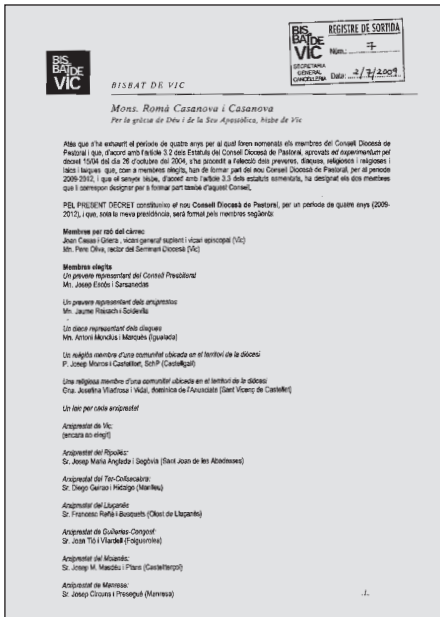 BIS
BAT DE
VIC
BISBAT DE VIC
BIS
BAT DE
VIC
SECRETARIA
GENERAL
CANCELLERIA
REGISTRE DE SORTIDA
Núm.: 7
Data: 2/7/2009
Mons. Romà Casanova i Casanova
Per la gràcia de Déu i de la Seu Apostòlica, bisbe de Vic
Atès que s'ha exhaurit el període de quatre anys per al qual foren nomenats els membres del Consell Diocesà de
Pastoral i que, d'acord amb l'article 3.2 dels Estatuts del Consell Diocesà de Pastoral, aprovats ad experimentum pel
decret 15/04 del dia 26 d'octubre del 2004, s'ha procedit a l'elecció dels preveres, diaques, religiosos i religioses i
laics i laiques que, com a membres elegits, han de formar part del nou Consell Diocesà de Pastoral, per al període
2009-2012, i que el senyor bisbe, d'acord amb l'article 3.3 dels estatuts esmentats, ha designat els dos membres
que li correspon designar per a formar part també d'aquest Consell,
PEL PRESENT DECRET constitueixo el nou Consell Diocesà de Pastoral, per un període de quatre anys (2009-
2012), i que, sota la meva presidència, serà format pels membres següents:
Membres per raó del càrrec
Joan Casas i Griera, vicari general suplent i vicari episcopal (Vic)
Mn. Pere Oliva, rector del Seminari Diocesà (Vic)
Membres elegits
Un prevere representant del Consell Presbiteral
Mn. Josep Escós i Sarsanedas
Un prevere representant dels arxiprestos
Mn. Jaume Reixach i Soldevila
Un diaca representant dels diaques
Mn. Antoni Monclús i Marquès (Igualada)
Un religiós membre d'una comunitat ubicada en el territori de la diòcesi
P. Josep Morros i Castelltort, SchP (Castellgalí)
Una religiosa membre d'una comunitat ubicada en el territori de la diòcesi
Gna. Josefina Viladrosa i Vidal, dominica de l'Anunciata (Sant Vicenç de Castellet)
Un laic per cada arxiprestat
Arxiprestat de Vic:
(encara no elegit)
Arxiprestat del Ripollès:
Sr. Josep Maria Anglada i Segòvia (Sant Joan de les Abadesses)
Arxiprestat del Ter-Collsacabra:
Sr. Diego Guirao i Hidalgo (Manlleu)
Arxiprestat del Lluçanès
Sr. Francesc Reñé i Busquets (Olost de Lluçanès)
Arxiprestat de Guilleries-Congost:
Sr. Joan Tió i Vilardell (Folgueroles)
Arxiprestat del Moianès:
Sr. Josep M. Masdéu i Plans (Castellterçol)
Arxiprestat de Manresa:
Sr. Josep Circuns i Presegué (Manresa)
./.